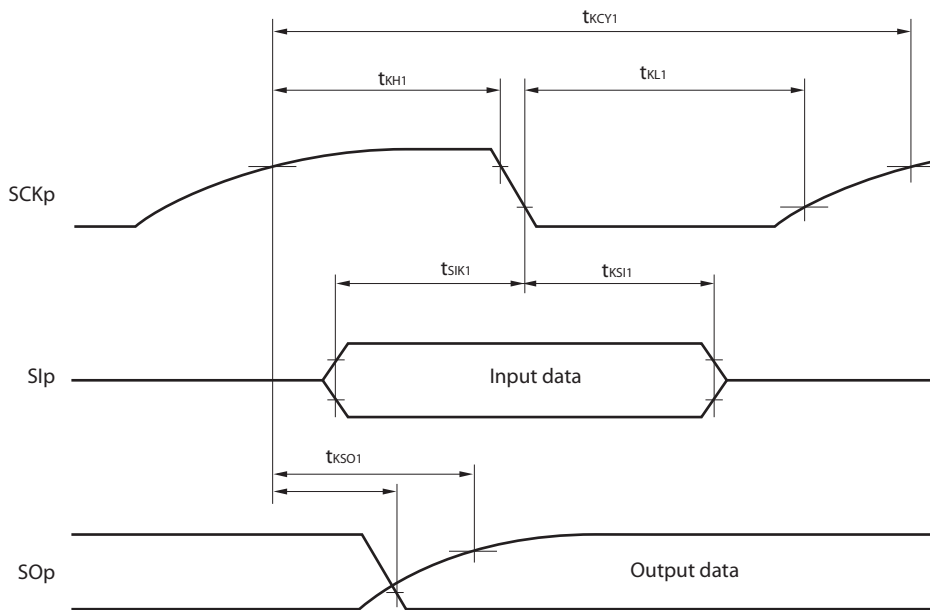 tKCY1
tKH1
tKL1
SCKp
tSIK1
tKSI1
SIp
Input data
tKSO1
SOp
Output data